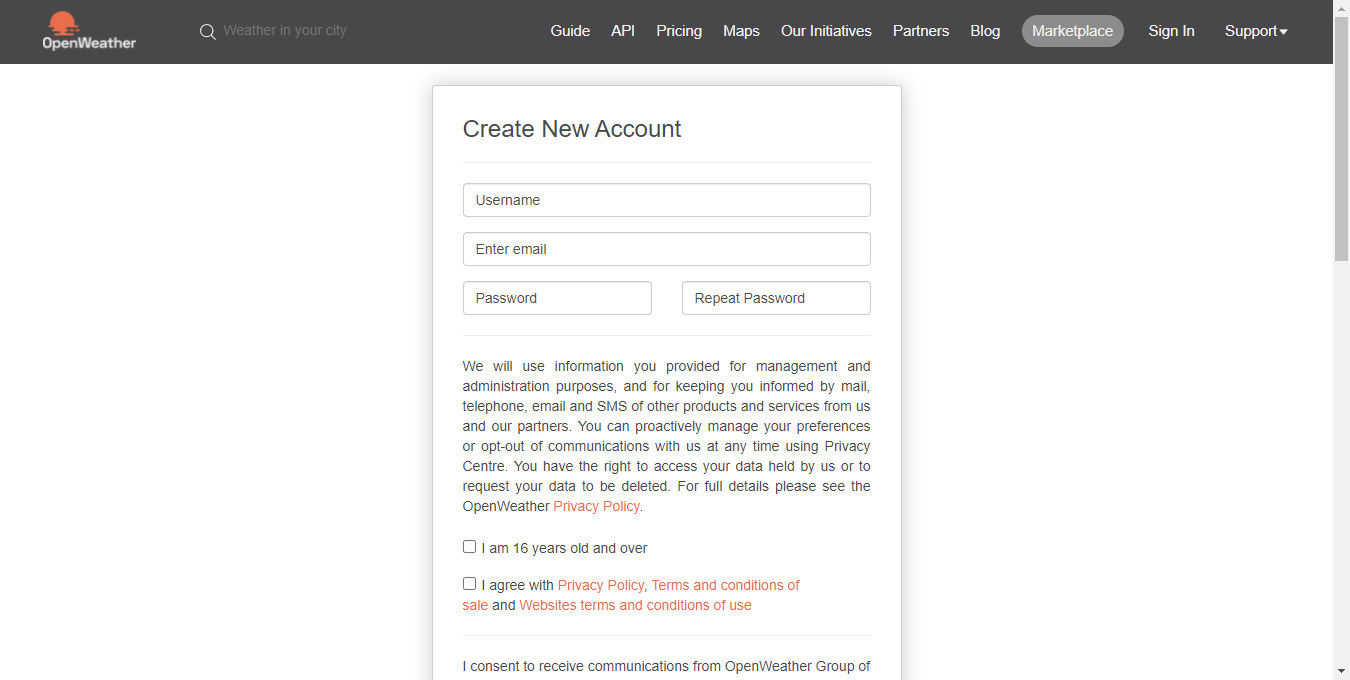 OpenWeather
Weather in your city
Guide
API
Pricing
Maps
Our Initiatives
Partners
Blog
Marketplace
Sign In
Support
Create New Account
Username
Enter email
Password
Repeat Password
We will use information you provided for management and
administration purposes, and for keeping you informed by mail,
telephone, email and SMS of other products and services from us
and our partners. You can proactively manage your preferences
or opt-out of communications with us at any time using Privacy
Centre. You have the right to access your data held by us or to
request your data to be deleted. For full details please see the
OpenWeather Privacy Policy.
I am 16 years old and over
I agree with Privacy Policy, Terms and conditions of
sale and Websites terms and conditions of use
I consent to receive communications from OpenWeather Group of